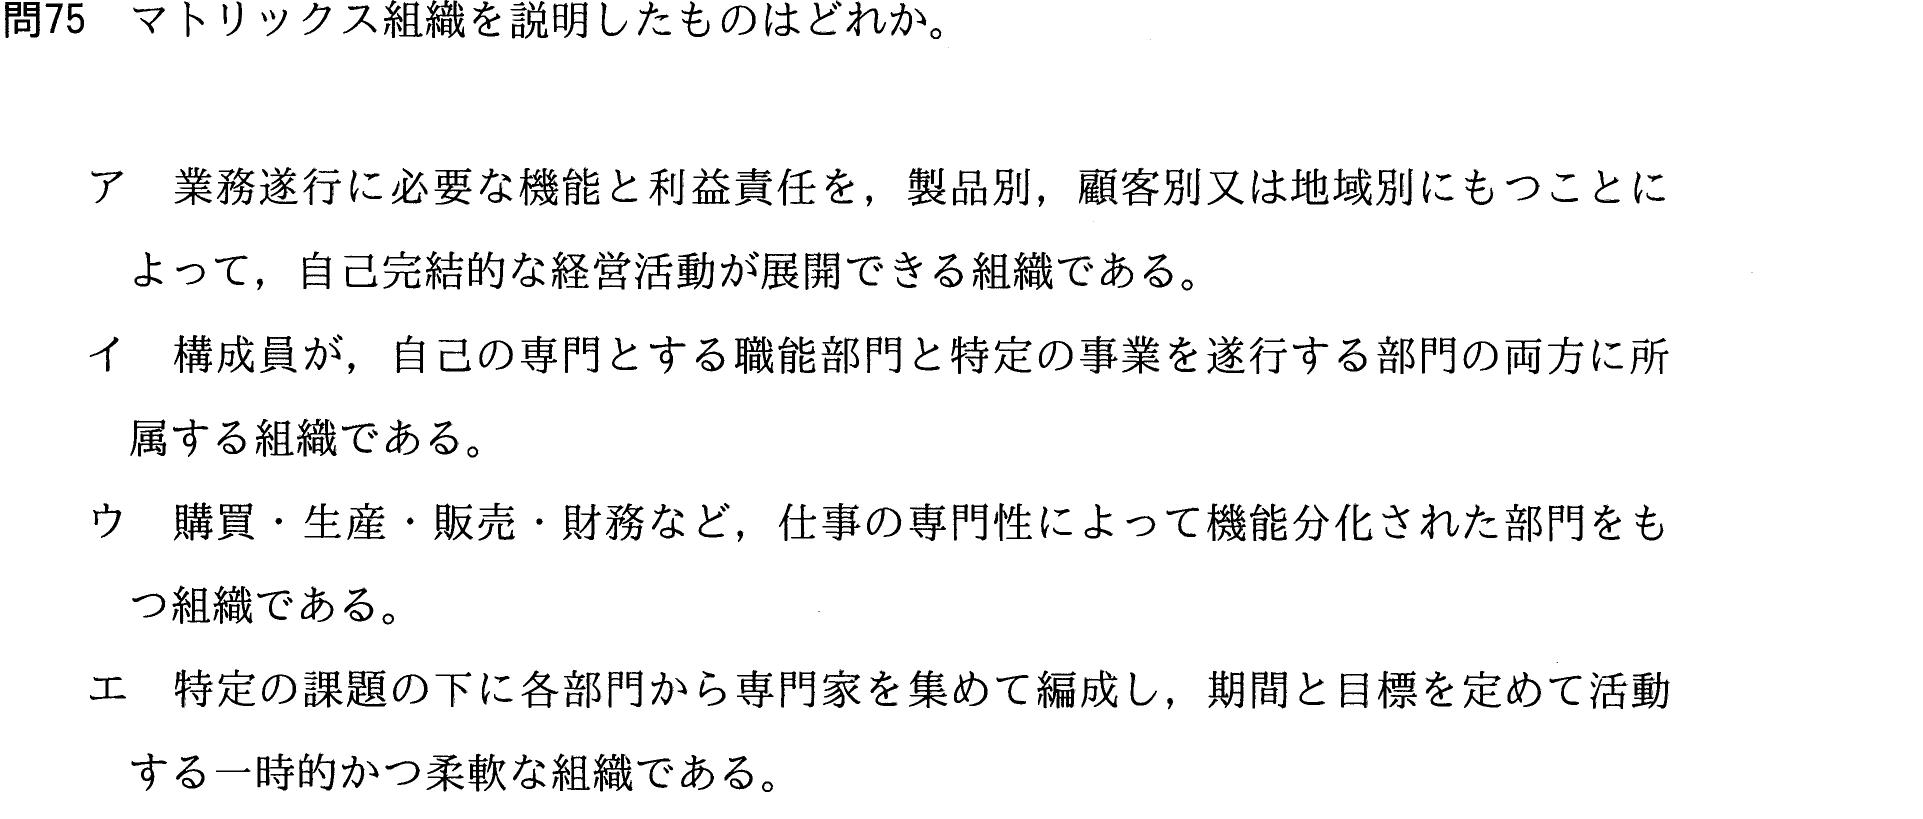 問75　マトリックス組織を説明したものはどれか。
ア　業務遂行に必要な機能と利益責任を，製品別，顧客別又は地域別にもつことに
よって，自己完結的な経営活動が展開できる組織である。
イ　構成員が，自己の専門とする職能部門と特定の事業を遂行する部門の両方に所
属する組織である。
ウ　購買・生産・販売・財務など，仕事の専門性によって機能分化された部門をも
つ組織である。
エ　特定の課題の下に各部門から専門家を集めて編成し，期間と目標を定めて活動
する一時的かつ柔軟な組織である。